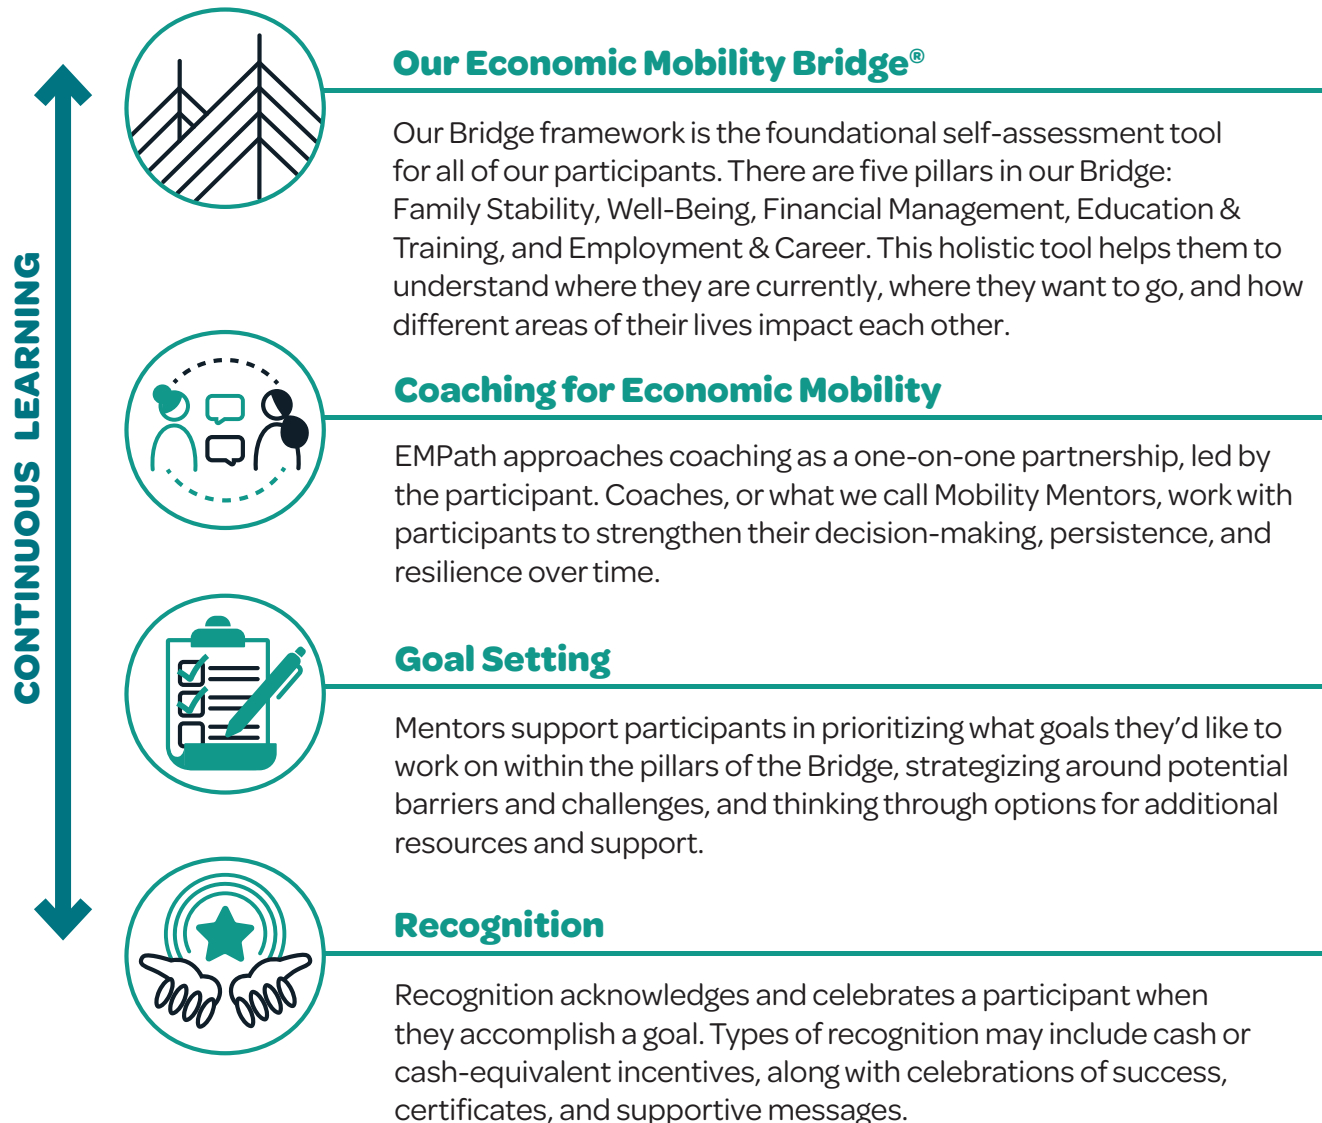 CONTINUOUS LEARNING
Our Economic Mobility Bridge®
Our Bridge framework is the foundational self-assessment tool
for all of our participants. There are five pillars in our Bridge:
Family Stability, Well-Being, Financial Management, Education &
Training, and Employment & Career. This holistic tool helps them to
understand where they are currently, where they want to go, and how
different areas of their lives impact each other.
Coaching for Economic Mobility
EMPath approaches coaching as a one-on-one partnership, led by
the participant. Coaches, or what we call Mobility Mentors, work with
participants to strengthen their decision-making, persistence, and
resilience over time.
Goal Setting
Mentors support participants in prioritizing what goals they’d like to
work on within the pillars of the Bridge, strategizing around potential
barriers and challenges, and thinking through options for additional
resources and support.
Recognition
Recognition acknowledges and celebrates a participant when
they accomplish a goal. Types of recognition may include cash or
cash-equivalent incentives, along with celebrations of success,
certificates, and supportive messages.